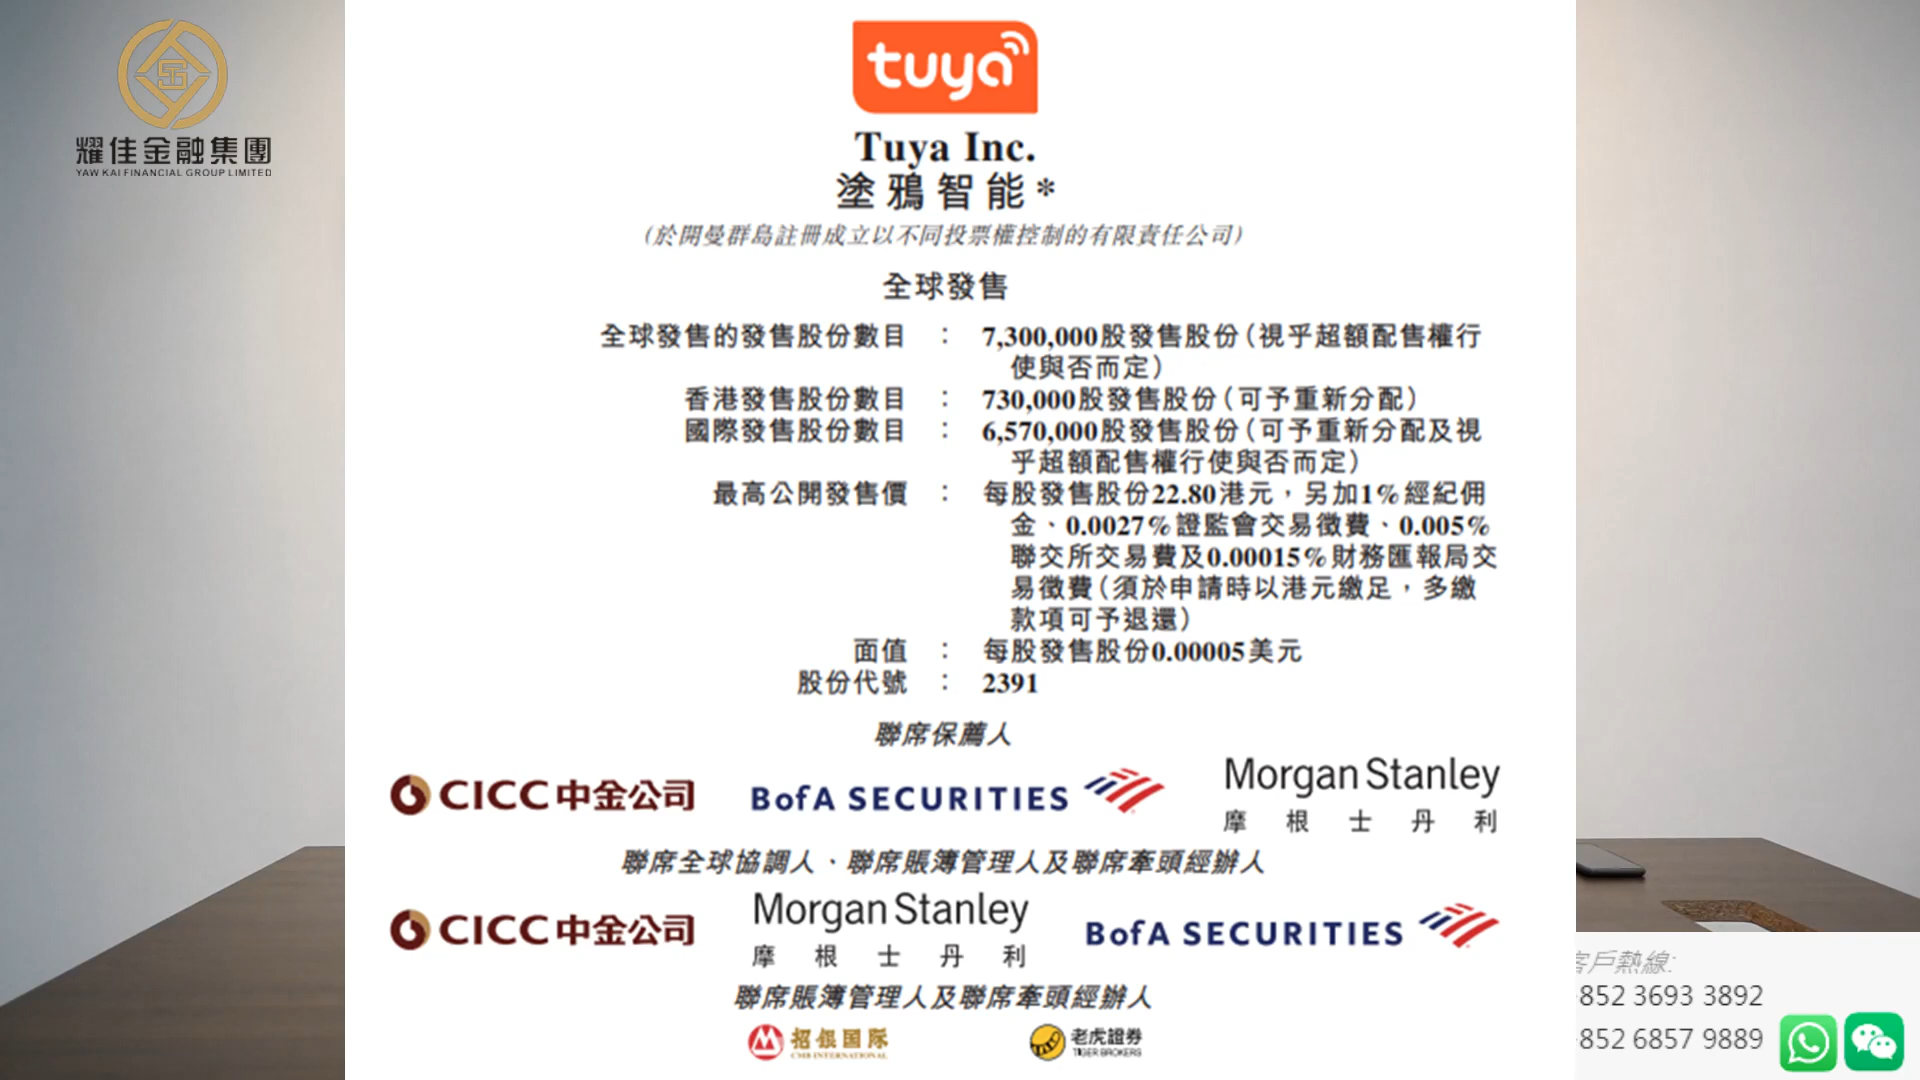 耀佳金融集團
YAW KAI FINANCIAL GROUP LIMITED
tuya
Tuya Inc.
塗鴉智能*
(於開曼群島註冊成立以不同投票權控制的有限責任公司)
全球發售
全球發售的發售股份數目 : 7,300,000股發售股份(視乎超額配售權行
使與否而定)
香港發售股份數目 : 730,000股發售股份(可予重新分配)
國際發售股份數目 : 6,570,000股發售股份(可予重新分配及視
乎超額配售權行使與否而定)
最高公開發售價 : 每股發售股份22.80港元,另加1%經紀佣
金、0.0027%證監會交易徵費、0.005%
聯交所交易費及0.00015%財務匯報局交
易徵費(須於申請時以港元繳足,多繳
款項可予退還)
面值 : 每股發售股份0.00005美元
股份代號 : 2391
聯席保薦人
CICC中金公司 BofA SECURITIES Morgan Stanley
摩根士丹利
聯席全球協調人、聯席賬簿管理人及聯席牽頭經辦人
CICC中金公司 Morgan Stanley BofA SECURITIES
摩根士丹利
聯席賬簿管理人及聯席牽頭經辦人
招銀国际 老虎證券
CMB INTERNATIONAL TIGER BROKERS
客戶熱線:
852 3693 3892
852 6857 9889